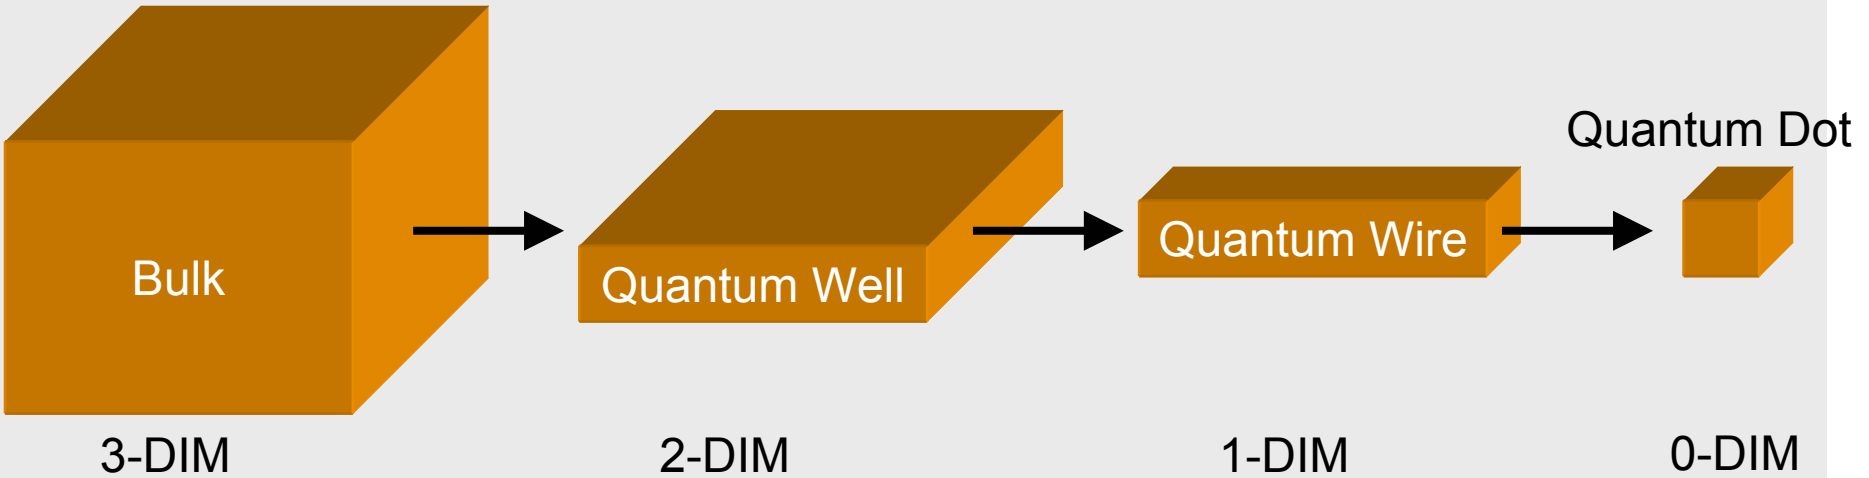 Quantum Dot
Bulk
Quantum Well
Quantum Wire
3-DIM
2-DIM
1-DIM
0-DIM